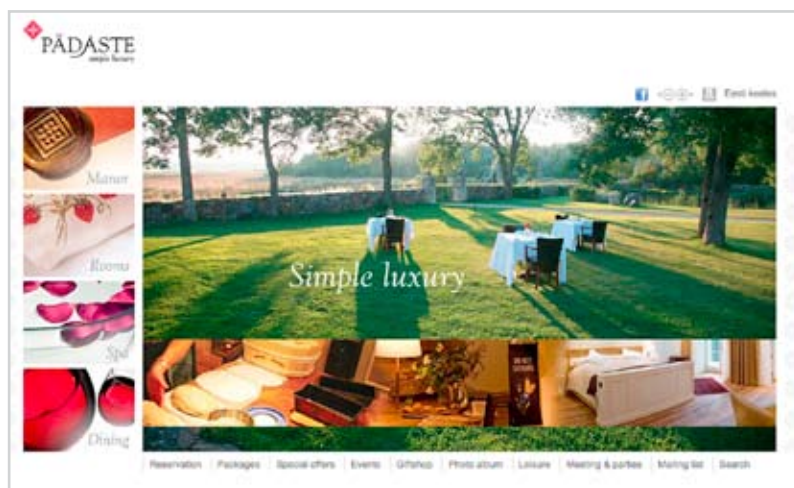 PÄDASTE
simple luxury
Eesti keeles
Manor
Rooms
Spa
Dining
Simple luxury
Reservation Packages Special offers Events Giftshop Photo album Leisure Meeting & parties Mailing list Search